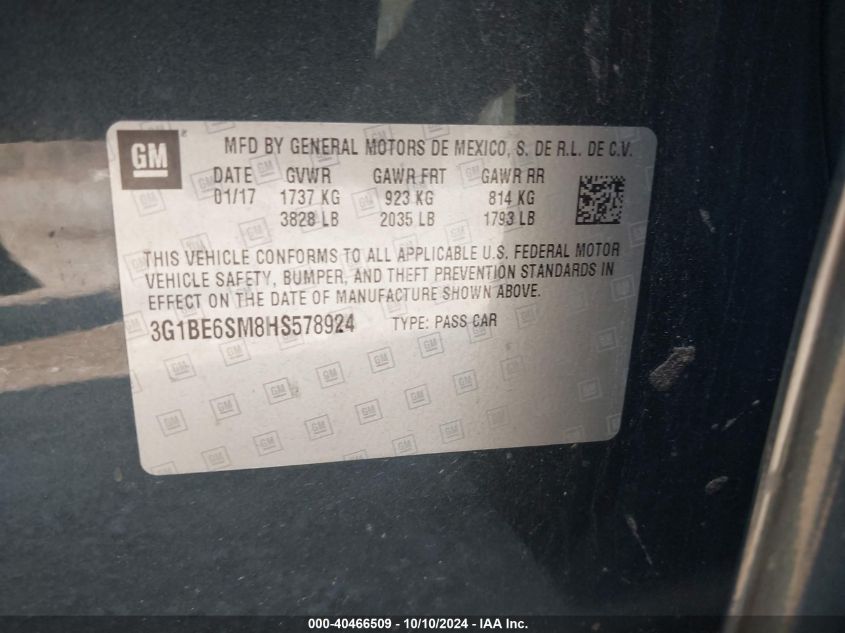 GM
MFD BY GENERAL MOTORS DE MEXICO, S. DE R.L. DE C.V.
DATE GVWR GAWR FRT GAWR RR
01/17 1737 KG 923 KG 814 KG
3828 LB 2035 LB 1793 LB
THIS VEHICLE CONFORMS TO ALL APPLICABLE U.S. FEDERAL MOTOR
VEHICLE SAFETY, BUMPER, AND THEFT PREVENTION STANDARDS IN
EFFECT ON THE DATE OF MANUFACTURE SHOWN ABOVE.
3G1BE6SM8HS578924 TYPE: PASS CAR
000-40466509 - 10/10/2024 - IAA Inc.